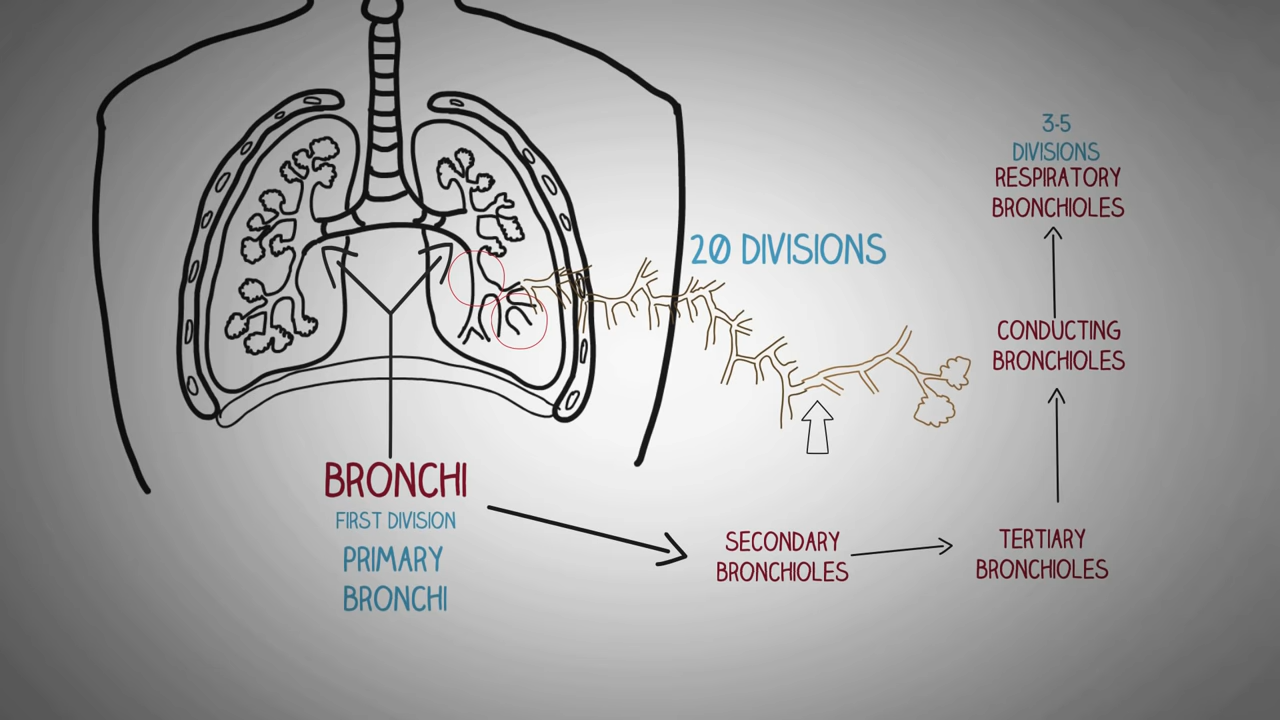 3-5
DIVISIONS
RESPIRATORY
BRONCHIOLES
20 DIVISIONS
CONDUCTING
BRONCHIOLES
BRONCHI
FIRST DIVISION
PRIMARY
BRONCHI
SECONDARY
BRONCHIOLES
TERTIARY
BRONCHIOLES